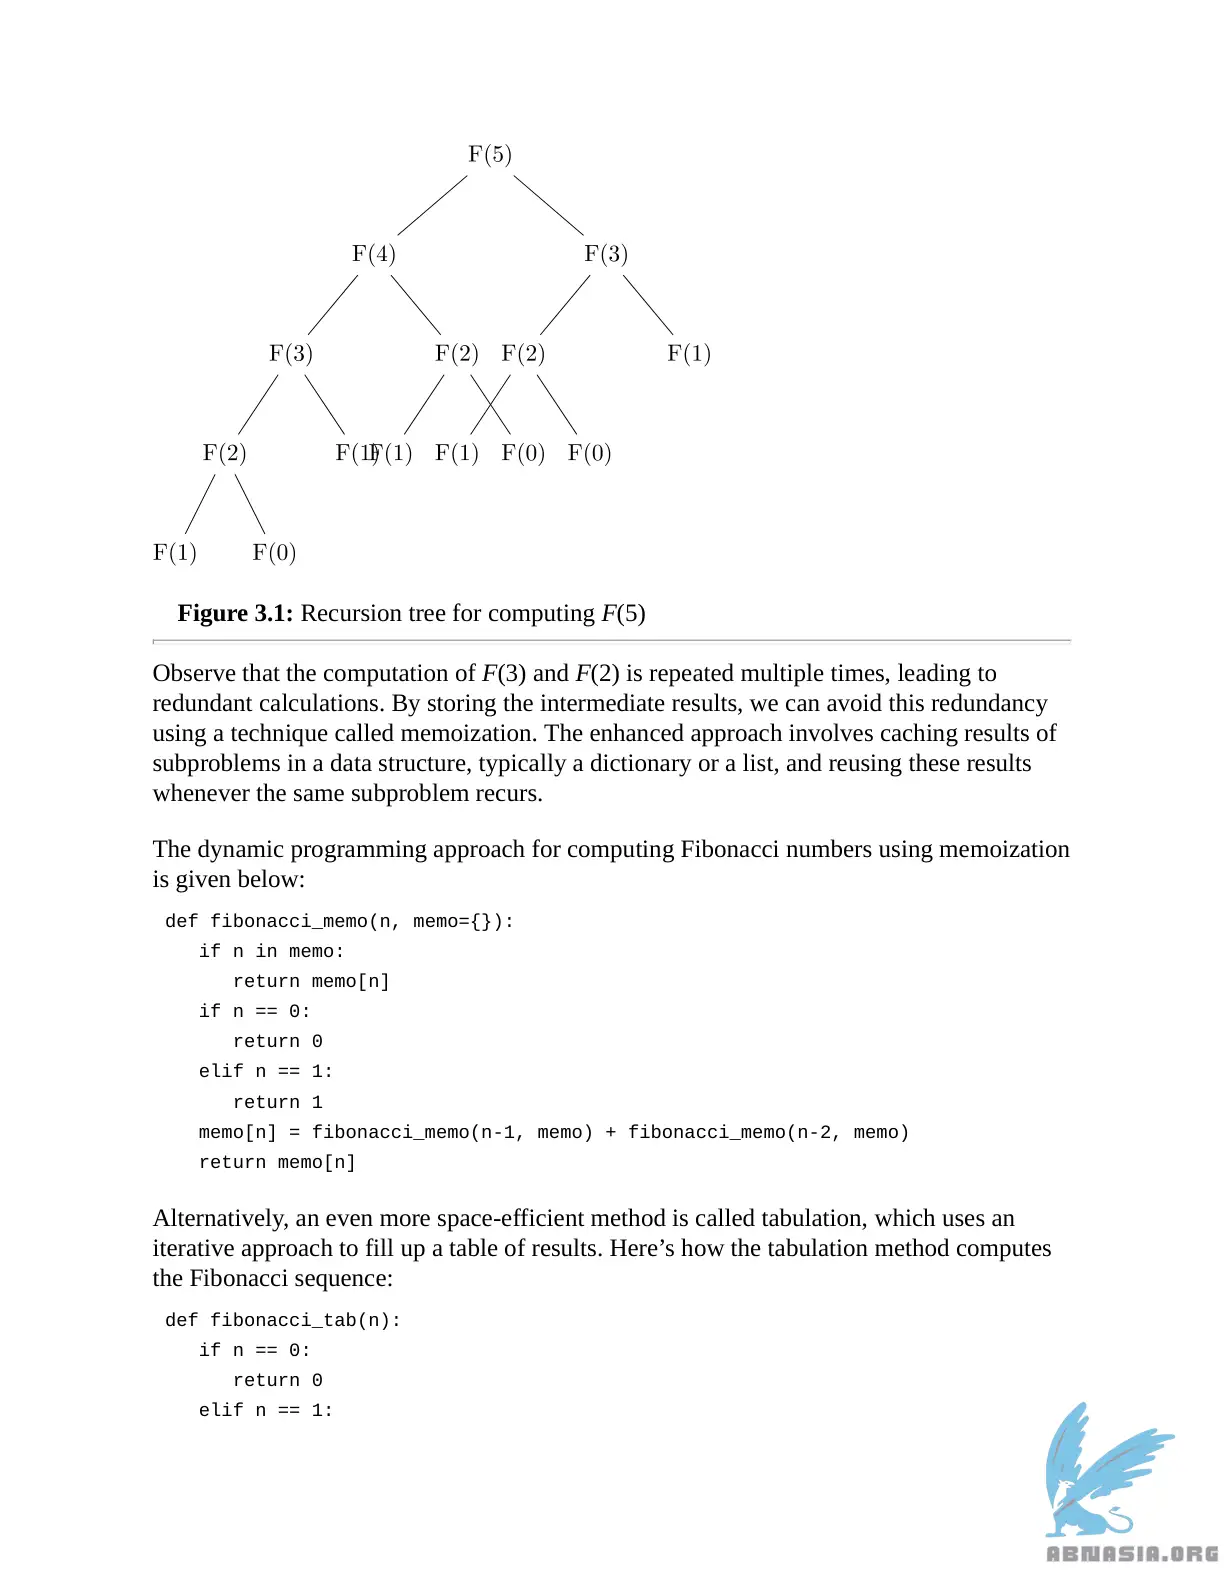 F(5)
F(4) F(3)
F(3) F(2) F(2) F(1)
F(2) F(1) F(1) F(1) F(0) F(0)
F(1) F(0)
Figure 3.1: Recursion tree for computing F(5)
Observe that the computation of F(3) and F(2) is repeated multiple times, leading to
redundant calculations. By storing the intermediate results, we can avoid this redundancy
using a technique called memoization. The enhanced approach involves caching results of
subproblems in a data structure, typically a dictionary or a list, and reusing these results
whenever the same subproblem recurs.
The dynamic programming approach for computing Fibonacci numbers using memoization
is given below:
def fibonacci_memo(n, memo={}):
   if n in memo:
      return memo[n]
   if n == 0:
      return 0
   elif n == 1:
      return 1
   memo[n] = fibonacci_memo(n-1, memo) + fibonacci_memo(n-2, memo)
   return memo[n]
Alternatively, an even more space-efficient method is called tabulation, which uses an
iterative approach to fill up a table of results. Here’s how the tabulation method computes
the Fibonacci sequence:
def fibonacci_tab(n):
   if n == 0:
      return 0
   elif n == 1:
ABNASIA.ORG